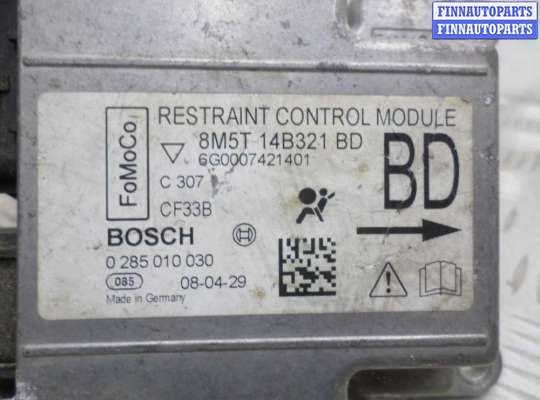 FINNAUTOPARTS
FINNAUTOPARTS
FoMoCo
RESTRAINT CONTROL MODULE
8M5T 14B321 BD
6G0007421401
C 307
CF33B
BD
BOSCH
0 285 010 030
085 08-04-29
Made in Germany